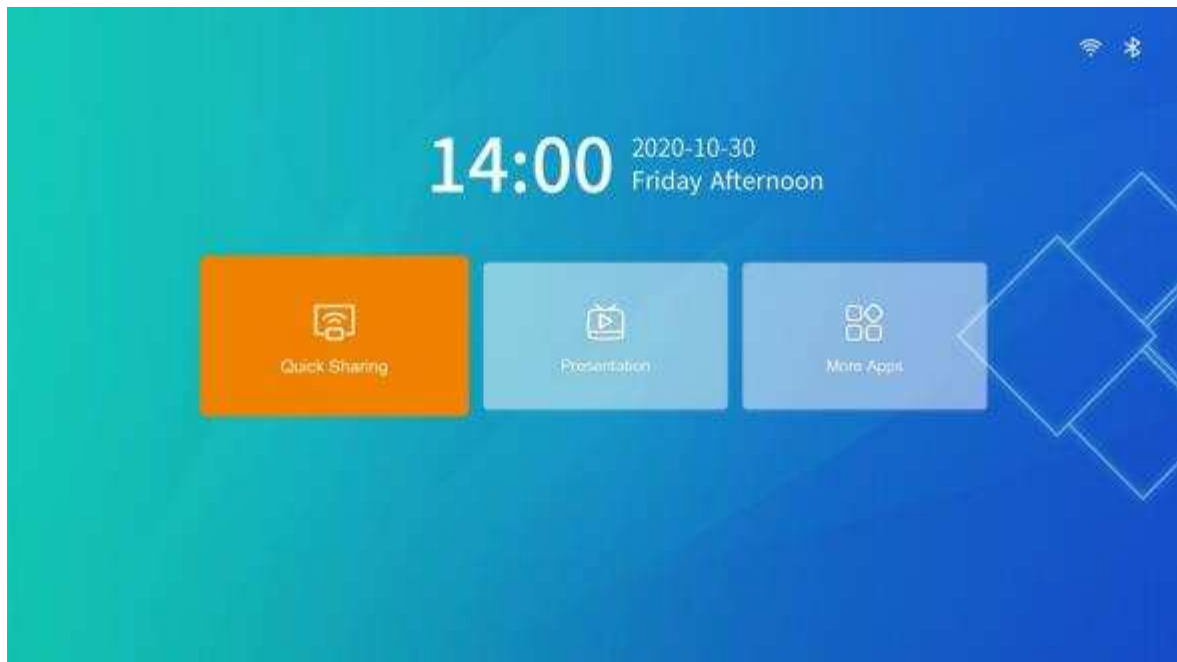 14:00
2020-10-30
Friday Afternoon
Quick Sharing
Presentation
More Apps